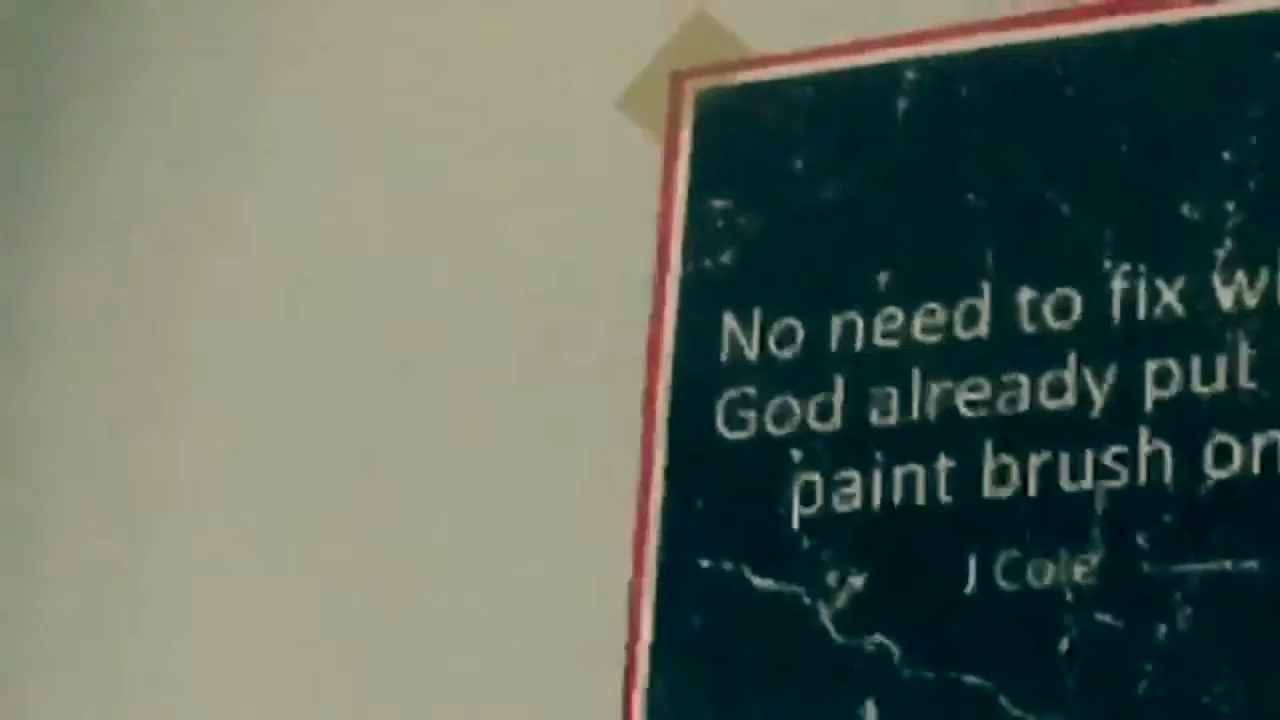 No need to fix w
God already put
paint brush on
J Cole